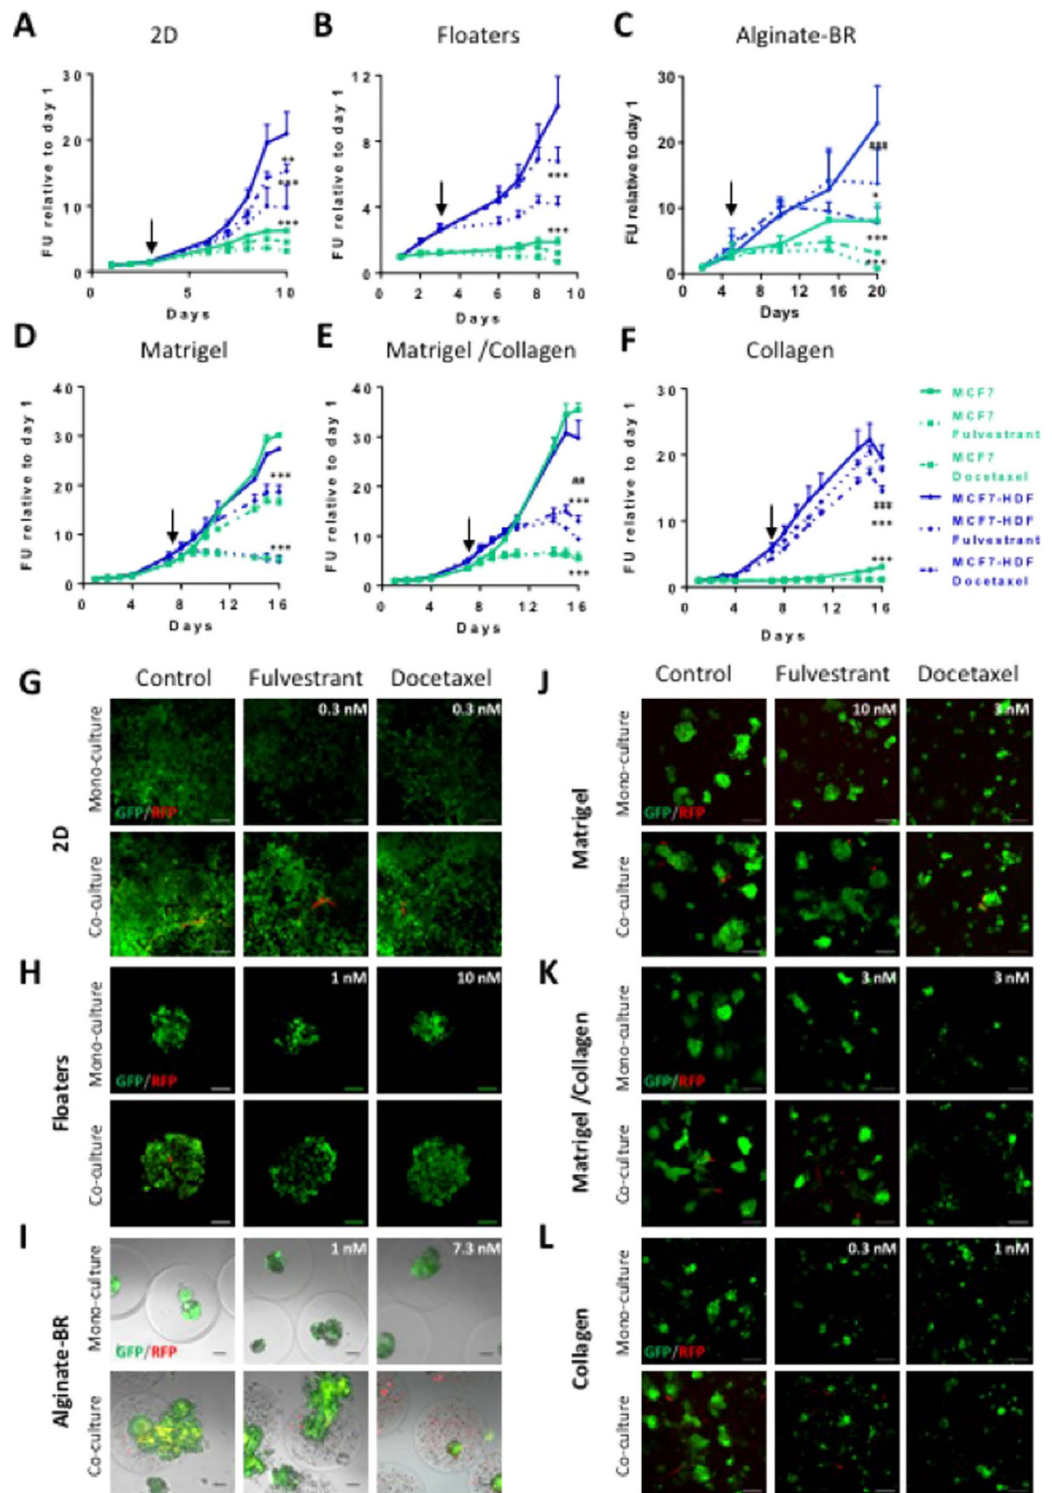 A
2D
B
Floaters
C
Alginate-BR
FU relative to day 1
30
20
10
0
0
5
10
Days
**
***
***
FU relative to day 1
12
8
4
0
0
2
4
6
8
10
Days
***
***
FU relative to day 1
30
20
10
0
0
4
8
12
16
20
Days
*
***
D
Matrigel
E
Matrigel /Collagen
F
Collagen
FU relative to day 1
40
30
20
10
0
0
4
8
12
16
Days
***
***
FU relative to day 1
40
30
20
10
0
0
4
8
12
16
Days
##
***
***
FU relative to day 1
30
20
10
0
0
4
8
12
16
Days
###
***
***
MCF7
MCF7
Fulvestrant
MCF7
Docetaxel
MCF7-HDF
MCF7-HDF
Fulvestrant
MCF7-HDF
Docetaxel
G
Control
Fulvestrant
Docetaxel
2D
Mono-culture
GFP/RFP
0.3 nM
0.3 nM
Co-culture
H
Floaters
Mono-culture
GFP/RFP
1 nM
10 nM
Co-culture
I
Alginate-BR
Mono-culture
GFP/RFP
1 nM
7.3 nM
Co-culture
J
Control
Fulvestrant
Docetaxel
Matrigel
Mono-culture
GFP/RFP
10 nM
3 nM
Co-culture
K
Matrigel /Collagen
Mono-culture
GFP/RFP
3 nM
3 nM
Co-culture
L
Collagen
Mono-culture
GFP/RFP
0.3 nM
1 nM
Co-culture